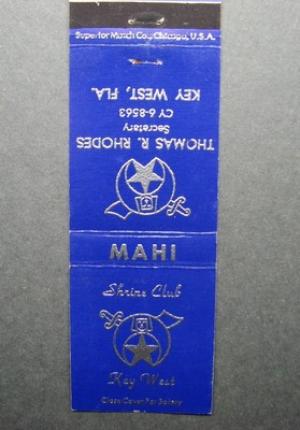 Superior Match Co., Chicago, U.S.A.
KEY WEST, FLA.
CY 6-8563
Secretary
THOMAS R. RHODES
MAHI
Shrine Club
Key West
Close Cover For Safety